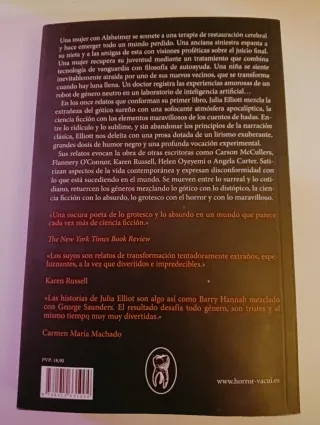 Una mujer con Alzheimer se somete a una terapia de restauración cerebral
y hace emerger todo un mundo perdido. Una anciana siniestra espanta a
su nieta y a las amigas de esta con visiones proféticas sobre el juicio final.
Una mujer recupera su juventud mediante un tratamiento que combina
tecnología de vanguardia con filosofía de autoayuda. Una niña se siente
inevitablemente atraída por uno de sus nuevos vecinos, que se transforma
cuando hay luna llena. Un doctor registra las experiencias amorosas de un
robot de género neutro en un laboratorio de inteligencia artificial…
En los once relatos que conforman su primer libro, Julia Elliott mezcla la
extrañeza del gótico sureño con una sofocante atmósfera apocalíptica, la
ciencia ficción con los elementos maravillosos de los cuentos de hadas. En-
tre lo ridículo y lo sublime, y sin abandonar los principios de la narración
clásica, Elliott nos deleita con una prosa dotada de un lirismo exuberante,
grandes dosis de humor negro y una profunda vocación experimental.
Sus relatos evocan la obra de otras escritoras como Carson McCullers,
Flannery O'Connor, Karen Russell, Helen Oyeyemi o Angela Carter. Sati-
rizan aspectos de la vida contemporánea y expresan disconformidad con
lo que está sucediendo en el mundo. Se mueven entre lo surreal y lo coti-
diano, retuercen los géneros mezclando lo gótico con lo distópico, la cien-
cia ficción con lo absurdo, lo grotesco con el horror y con lo maravilloso.
«Una oscura poeta de lo grotesco y lo absurdo en un mundo que parece
cada vez más de ciencia ficción.»
The New York Times Book Review
«Los suyos son relatos de transformación tentadoramente extraños, espe-
luznantes, a la vez que divertidos e impredecibles.»
Karen Russell
«Las historias de Julia Elliot son algo así como Barry Hannah mezclado
con George Saunders. El resultado desafía todo género, son tristes y al
mismo tiempo muy muy divertidas.»
Carmen María Machado
PVP. 18,90
www.horror-vacui.es